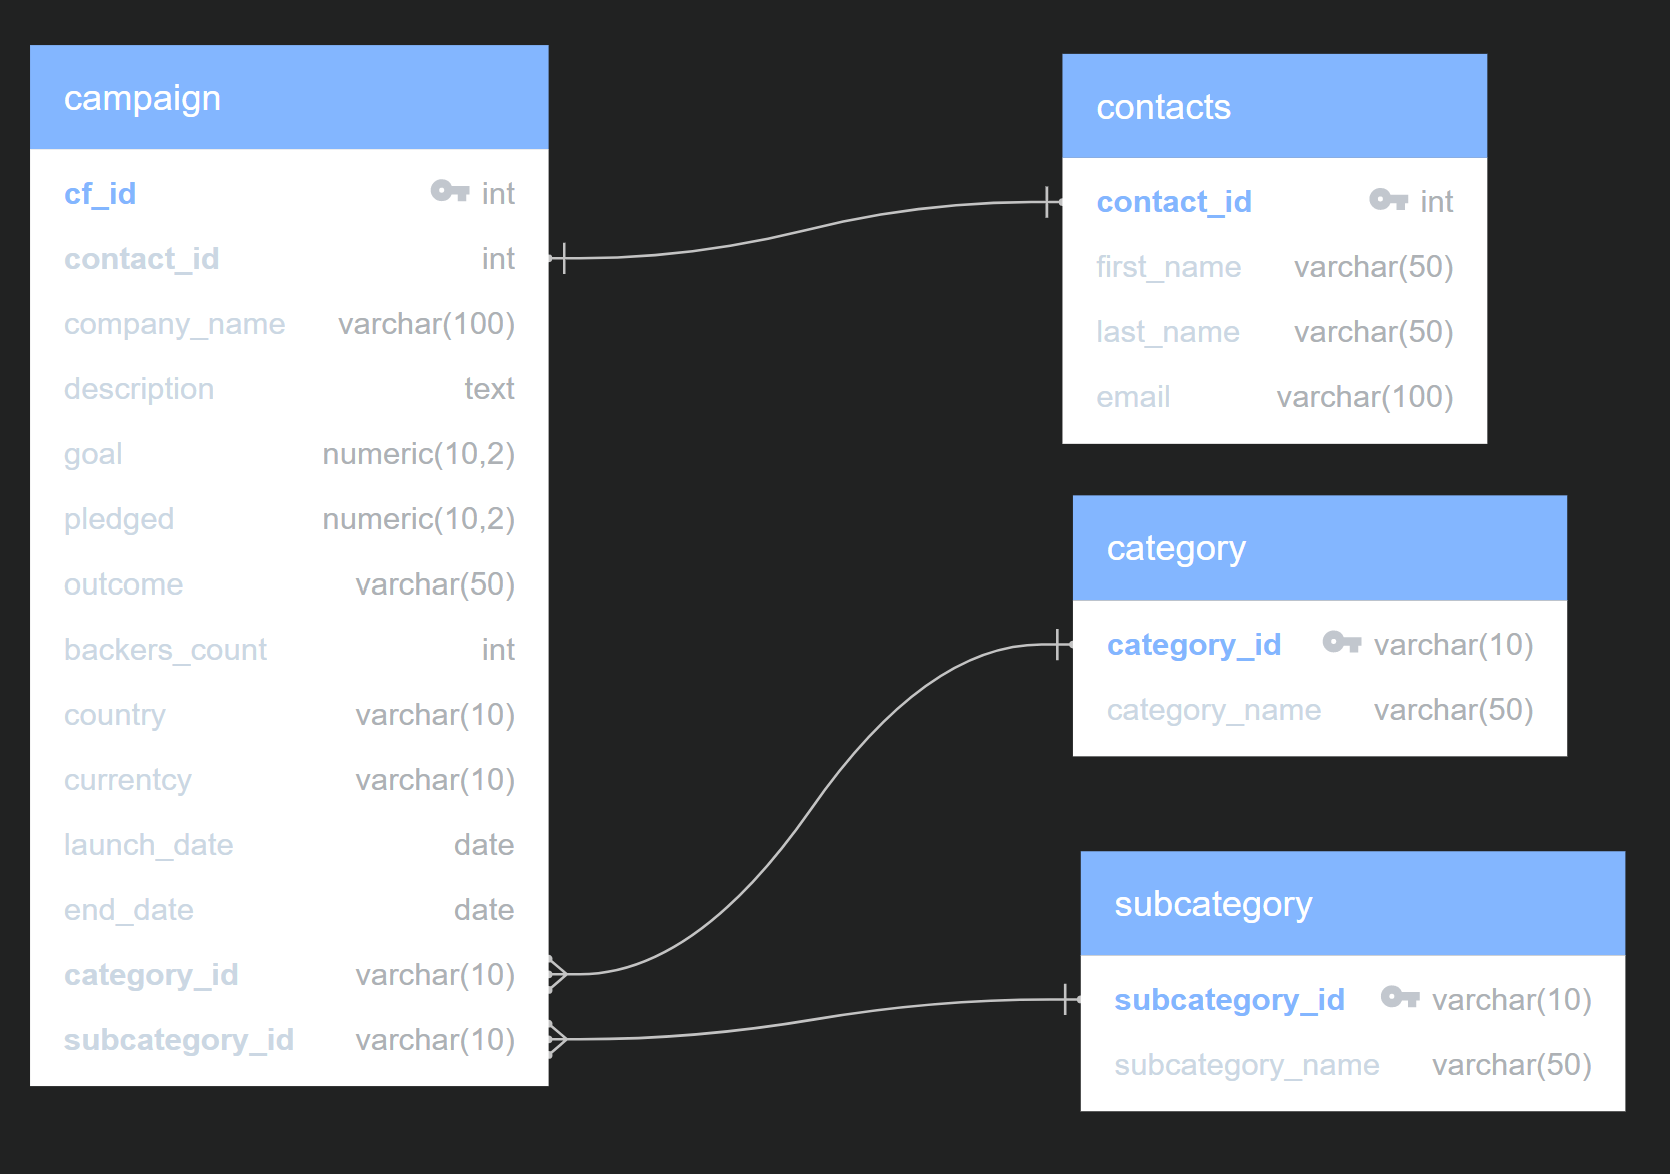 campaign
cf_id int
contact_id int
company_name varchar(100)
description text
goal numeric(10,2)
pledged numeric(10,2)
outcome varchar(50)
backers_count int
country varchar(10)
currentcy varchar(10)
launch_date date
end_date date
category_id varchar(10)
subcategory_id varchar(10)
contacts
contact_id int
first_name varchar(50)
last_name varchar(50)
email varchar(100)
category
category_id varchar(10)
category_name varchar(50)
subcategory
subcategory_id varchar(10)
subcategory_name varchar(50)